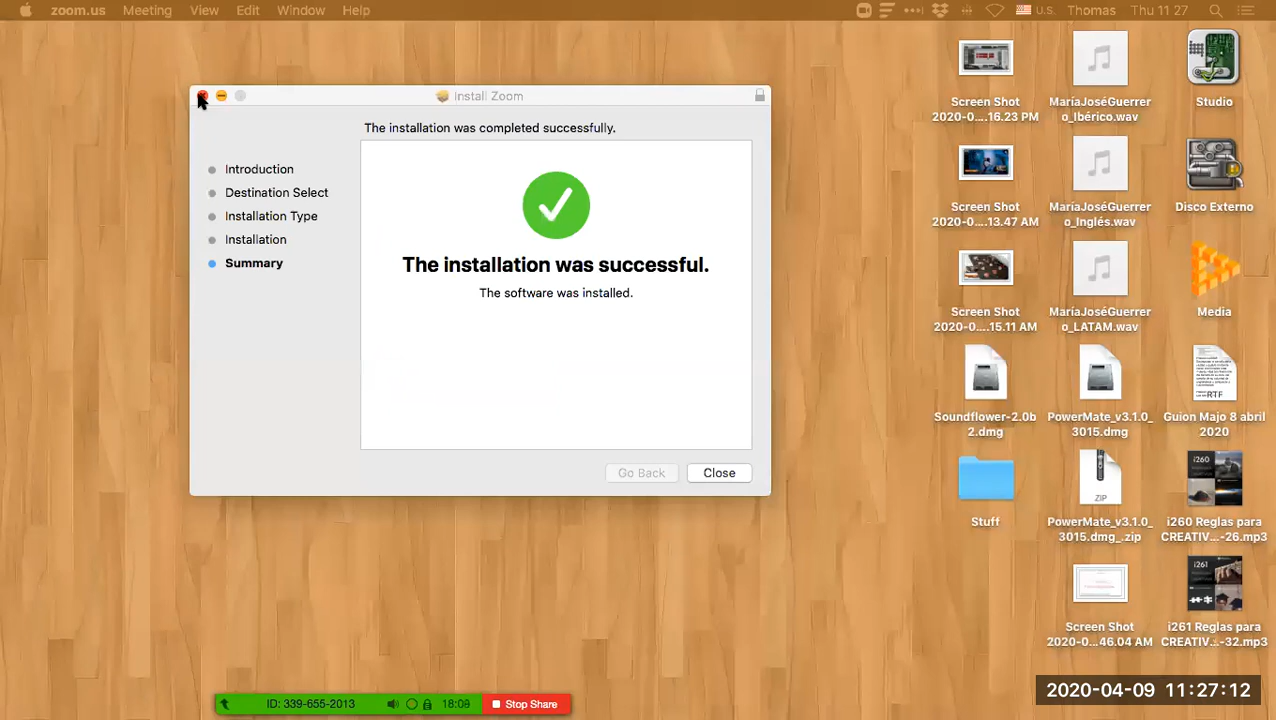 zoom.us Meeting View Edit Window Help
U.S. Thomas Thu 11 27
Install Zoom
The installation was completed successfully.
Introduction
Destination Select
Installation Type
Installation
Summary
The installation was successful.
The software was installed.
Go Back
Close
Screen Shot
2020-0....16.23 PM
MaríaJoséGuerrer
o_Ibérico.wav
Studio
Screen Shot
2020-0....13.47 AM
MaríaJoséGuerrer
o_Inglés.wav
Disco Externo
Screen Shot
2020-0....15.11 AM
MaríaJoséGuerrer
o_LATAM.wav
Media
RTF
Soundflower-2.0b
2.dmg
PowerMate_v3.1.0_
3015.dmg
Guion Majo 8 abril
2020
ZIP
i260
Stuff
PowerMate_v3.1.0_
3015.dmg_.zip
i260 Reglas para
CREATIV...-26.mp3
i261
Screen Shot
2020-0....46.04 AM
i261 Reglas para
CREATIV...-32.mp3
ID: 339-655-2013
18:09
Stop Share
2020-04-09 11:27:12